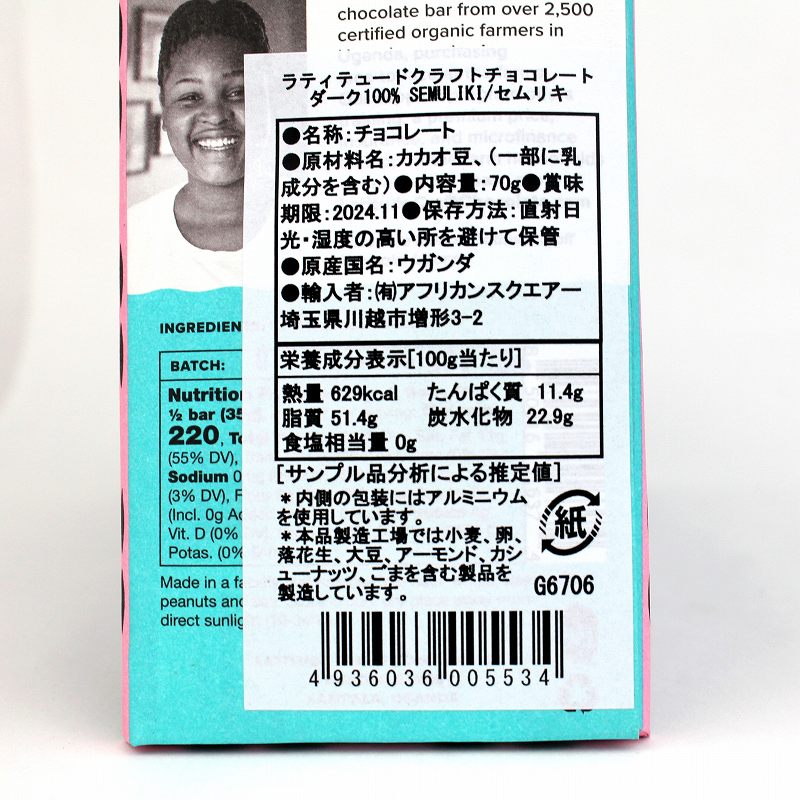 chocolate bar from over 2,500
certified organic farmers in
Uganda, purchasing
ラティテュードクラフトチョコレート
ダーク100% SEMULIKI/セムリキ
●名称:チョコレート
●原材料名:カカオ豆、(一部に乳
成分を含む)●内容量:70g●賞味
期限:2024.11●保存方法:直射日
光・湿度の高い所を避けて保管
●原産国名:ウガンダ
●輸入者:㈲アフリカンスクエアー
埼玉県川越市増形3-2
栄養成分表示[100g当たり]
熱量 629kcal たんぱく質 11.4g
脂質 51.4g 炭水化物 22.9g
食塩相当量 0g
[サンプル品分析による推定値]
*内側の包装にはアルミニウム
を使用しています。
*本品製造工場では小麦、卵、
落花生、大豆、アーモンド、カシ
ューナッツ、ごまを含む製品を
製造しています。
紙
G6706
4936036005534
BATCH:
½ bar (35
220,
(55% DV),
Sodium
(3% DV),
(Incl. 0g
Vit. D (0%
Potas. (0%
Made in a
peanuts and
direct